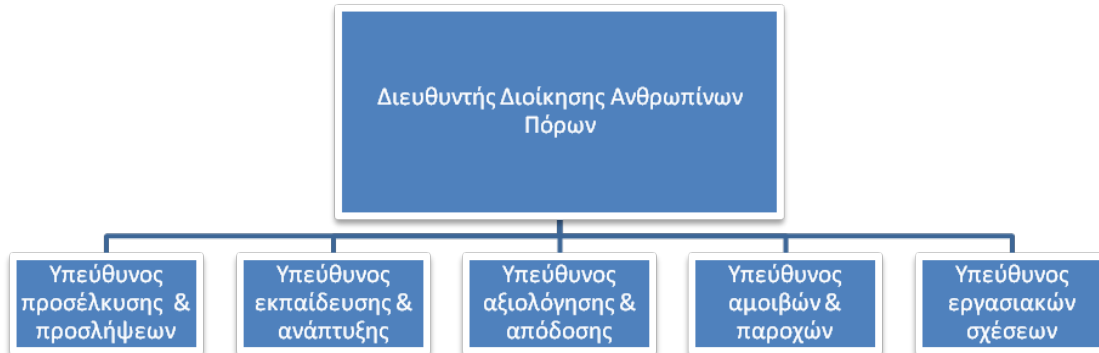 Διευθυντής Διοίκησης Ανθρωπίνων
Πόρων
Υπεύθυνος
προσέλκυσης & 
προσλήψεων
Υπεύθυνος
εκπαίδευσης &
ανάπτυξης
Υπεύθυνος
αξιολόγησης &
απόδοσης
Υπεύθυνος
αμοιβών &
παροχών
Υπεύθυνος
εργασιακών
σχέσεων